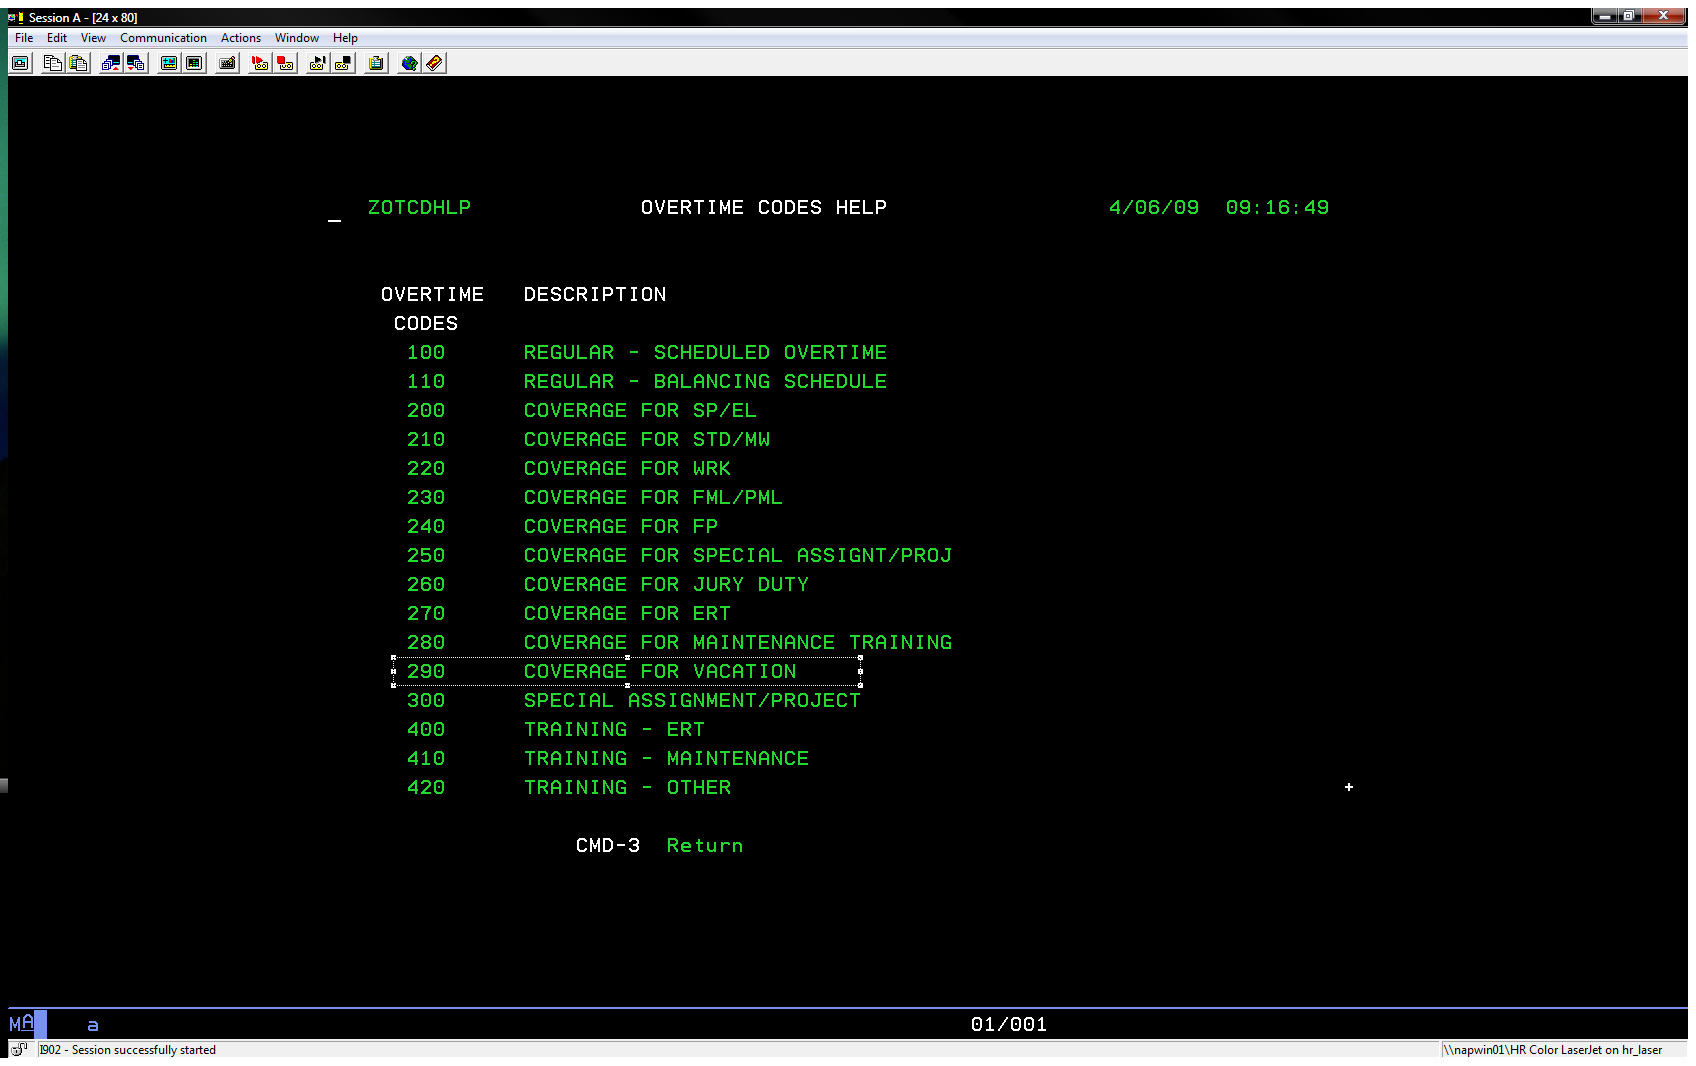 Session A - [24 x 80]
File Edit View Communication Actions Window Help
_ ZOTCDHLP OVERTIME CODES HELP 4/06/09 09:16:49
OVERTIME DESCRIPTION
CODES
100 REGULAR - SCHEDULED OVERTIME
110 REGULAR - BALANCING SCHEDULE
200 COVERAGE FOR SP/EL
210 COVERAGE FOR STD/MW
220 COVERAGE FOR WRK
230 COVERAGE FOR FML/PML
240 COVERAGE FOR FP
250 COVERAGE FOR SPECIAL ASSIGNT/PROJ
260 COVERAGE FOR JURY DUTY
270 COVERAGE FOR ERT
280 COVERAGE FOR MAINTENANCE TRAINING
290 COVERAGE FOR VACATION
300 SPECIAL ASSIGNMENT/PROJECT
400 TRAINING - ERT
410 TRAINING - MAINTENANCE
420 TRAINING - OTHER +
CMD-3 Return
MA a 01/001
I902 - Session successfully started \\napwin01\HR Color LaserJet on hr_laser